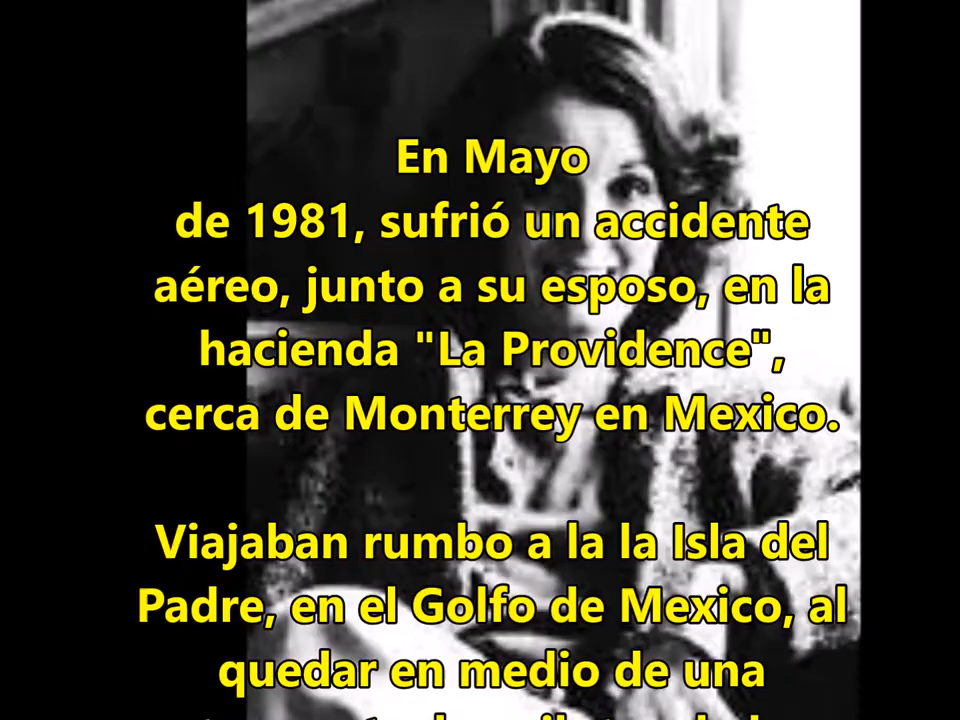 En Mayo
de 1981, sufrió un accidente
aéreo, junto a su esposo, en la
hacienda "La Providence",
cerca de Monterrey en Mexico.
Viajaban rumbo a la la Isla del
Padre, en el Golfo de Mexico, al
quedar en medio de una